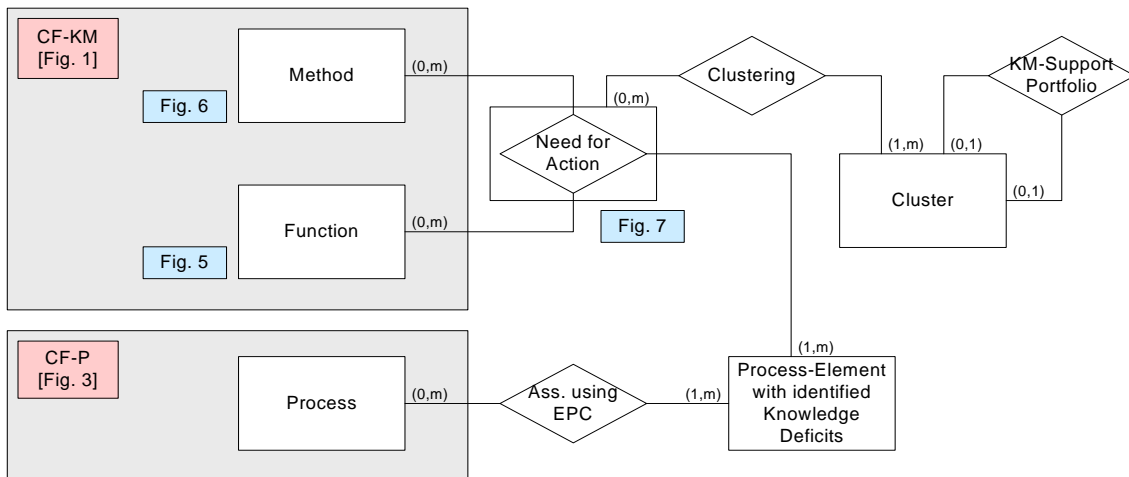 CF-KM
[Fig. 1]
Method
(0,m)
Fig. 6
Function
(0,m)
Fig. 5
Clustering
(0,m)
Need for
Action
Fig. 7
KM-Support
Portfolio
(1,m)
(0,1)
(0,1)
Cluster
CF-P
[Fig. 3]
Process
(0,m)
Ass. using
EPC
(1,m)
(1,m)
Process-Element
with identified
Knowledge
Deficits